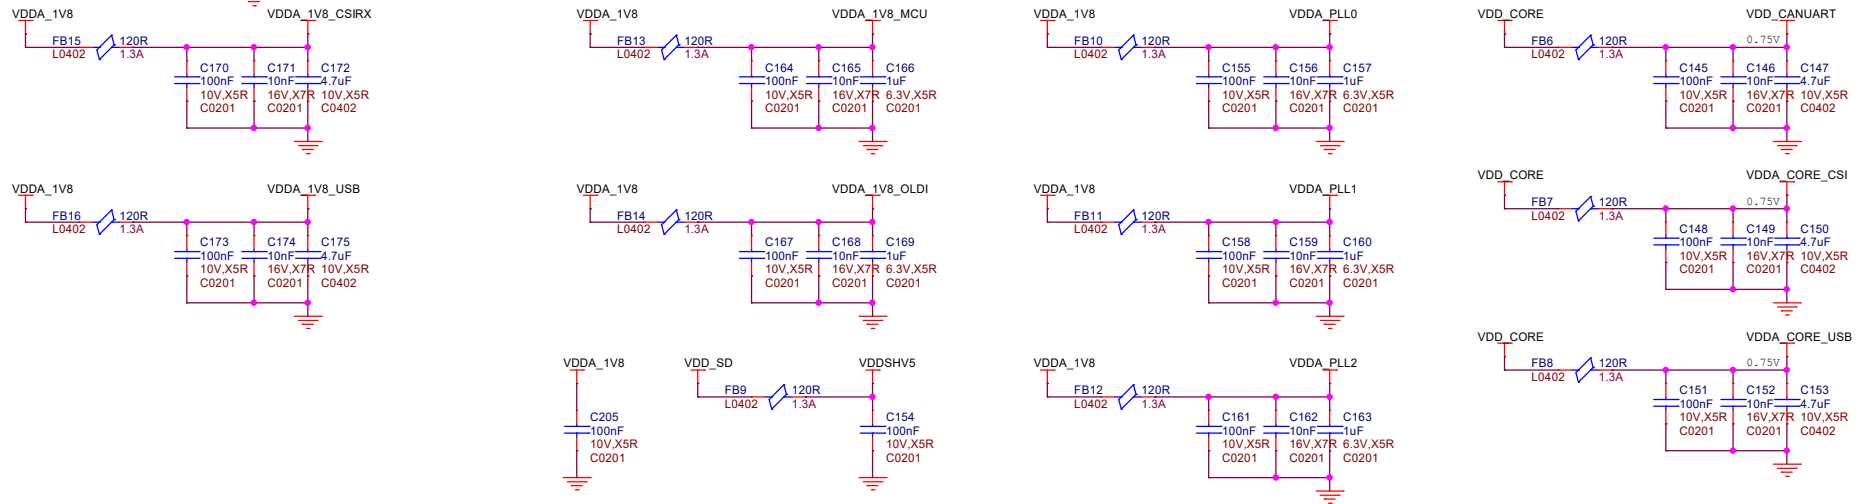 VDDA_1V8
VDDA_1V8_CSIRX
FB15
120R
L0402
1.3A
C170
C171
C172
100nF
10nF
4.7uF
10V,X5R
16V,X7R
10V,X5R
C0201
C0201
C0402
VDDA_1V8
VDDA_1V8_MCU
FB13
120R
L0402
1.3A
C164
C165
C166
100nF
10nF
1uF
10V,X5R
16V,X7R
6.3V,X5R
C0201
C0201
C0201
VDDA_1V8
VDDA_PLL0
FB10
120R
L0402
1.3A
C155
C156
C157
100nF
10nF
1uF
10V,X5R
16V,X7R
6.3V,X5R
C0201
C0201
C0201
VDD_CORE
VDD_CANUART
0.75V
FB6
120R
L0402
1.3A
C145
C146
C147
100nF
10nF
4.7uF
10V,X5R
16V,X7R
10V,X5R
C0201
C0201
C0402
VDDA_1V8
VDDA_1V8_USB
FB16
120R
L0402
1.3A
C173
C174
C175
100nF
10nF
4.7uF
10V,X5R
16V,X7R
10V,X5R
C0201
C0201
C0402
VDDA_1V8
VDDA_1V8_OLDI
FB14
120R
L0402
1.3A
C167
C168
C169
100nF
10nF
1uF
10V,X5R
16V,X7R
6.3V,X5R
C0201
C0201
C0201
VDDA_1V8
VDDA_PLL1
FB11
120R
L0402
1.3A
C158
C159
C160
100nF
10nF
1uF
10V,X5R
16V,X7R
6.3V,X5R
C0201
C0201
C0201
VDD_CORE
VDDA_CORE_CSI
0.75V
FB7
120R
L0402
1.3A
C148
C149
C150
100nF
10nF
4.7uF
10V,X5R
16V,X7R
10V,X5R
C0201
C0201
C0402
VDDA_1V8
C205
100nF
10V,X5R
C0201
VDD_SD
VDDSHV5
FB9
120R
L0402
1.3A
C154
100nF
10V,X5R
C0201
VDDA_1V8
VDDA_PLL2
FB12
120R
L0402
1.3A
C161
C162
C163
100nF
10nF
1uF
10V,X5R
16V,X7R
6.3V,X5R
C0201
C0201
C0201
VDD_CORE
VDDA_CORE_USB
0.75V
FB8
120R
L0402
1.3A
C151
C152
C153
100nF
10nF
4.7uF
10V,X5R
16V,X7R
10V,X5R
C0201
C0201
C0402